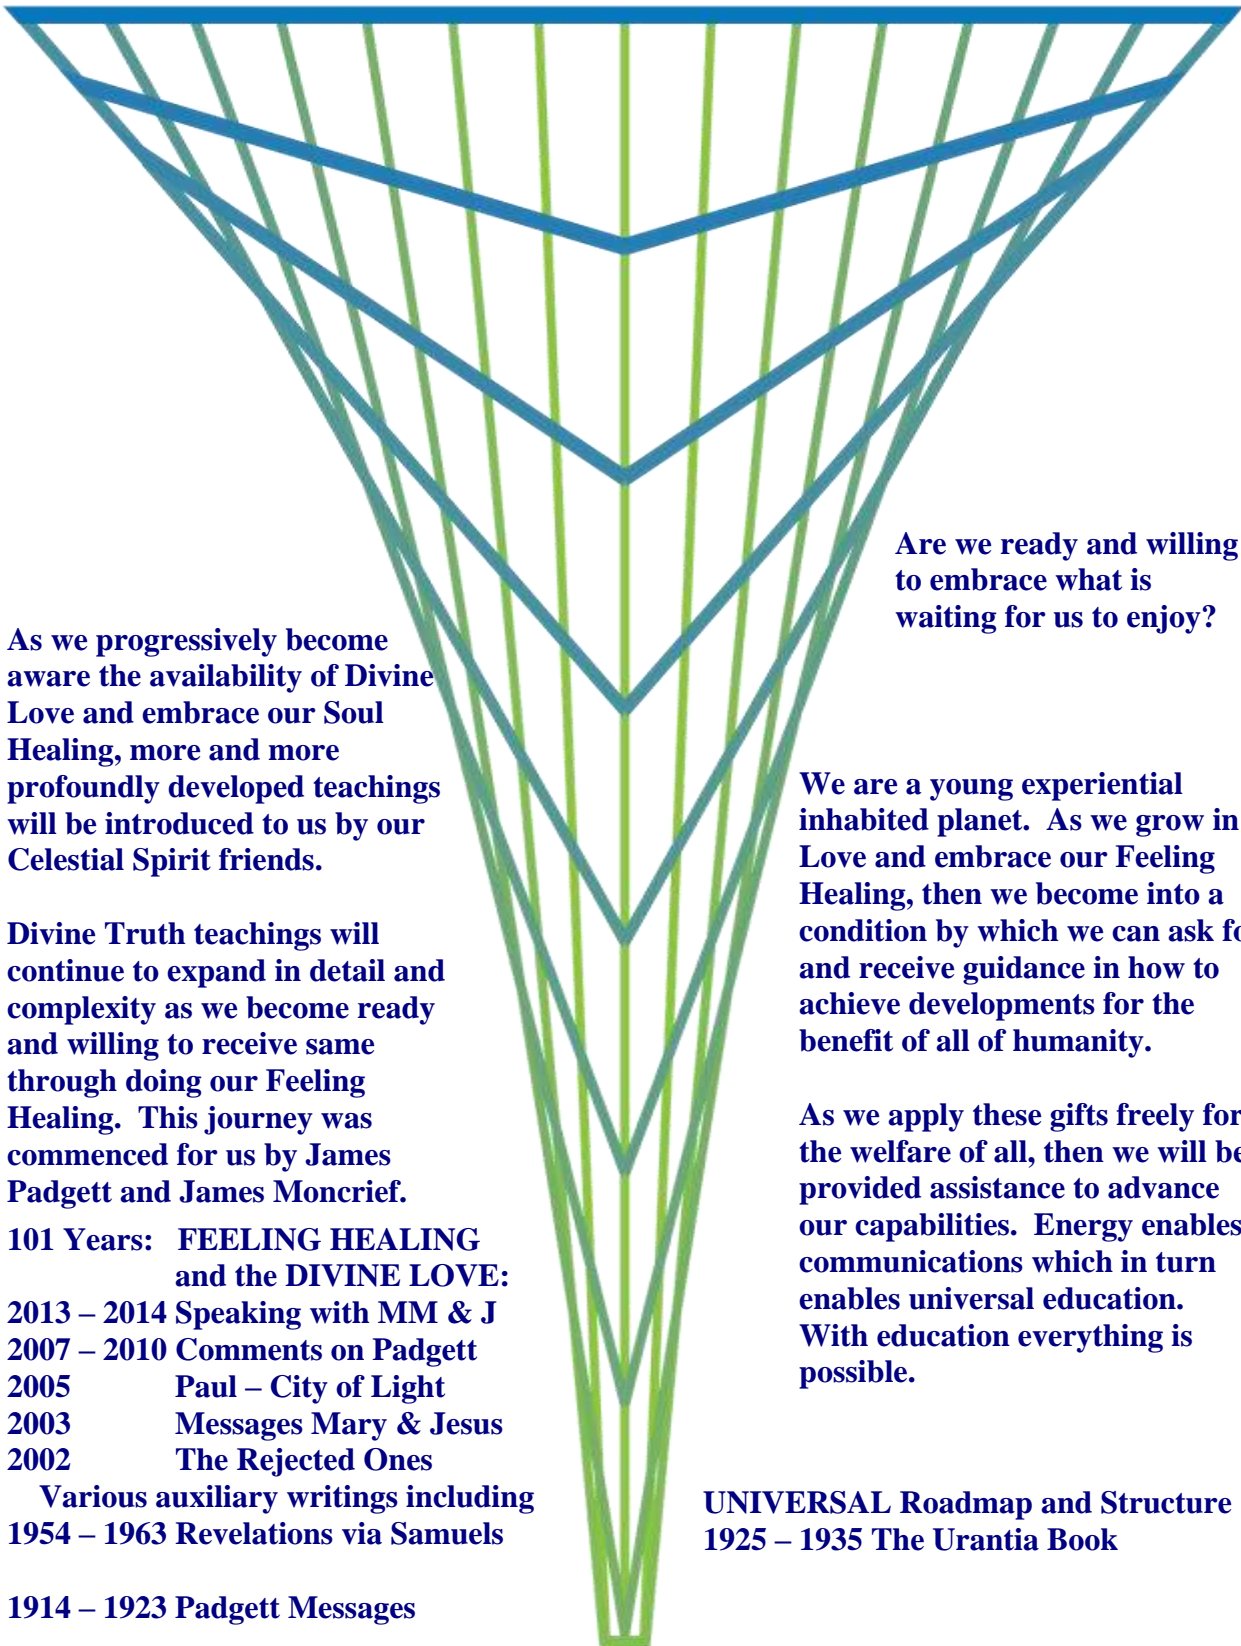 Are we ready and willing
to embrace what is
waiting for us to enjoy?
As we progressively become
aware the availability of Divine
Love and embrace our Soul
Healing, more and more
profoundly developed teachings
will be introduced to us by our
Celestial Spirit friends.
Divine Truth teachings will
continue to expand in detail and
complexity as we become ready
and willing to receive same
through doing our Feeling
Healing.  This journey was
commenced for us by James
Padgett and James Moncrief.
We are a young experiential
inhabited planet.  As we grow in
Love and embrace our Feeling
Healing, then we become into a
condition by which we can ask fo
and receive guidance in how to
achieve developments for the
benefit of all of humanity.
As we apply these gifts freely for
the welfare of all, then we will be
provided assistance to advance
our capabilities.  Energy enables
communications which in turn
enables universal education.
With education everything is
possible.
101 Years:   FEELING HEALING
and the DIVINE LOVE:
2013 – 2014 Speaking with MM & J
2007 – 2010 Comments on Padgett
2005 Paul – City of Light
2003 Messages Mary & Jesus
2002 The Rejected Ones
Various auxiliary writings including
1954 – 1963 Revelations via Samuels
1914 – 1923 Padgett Messages
UNIVERSAL Roadmap and Structure
1925 – 1935 The Urantia Book